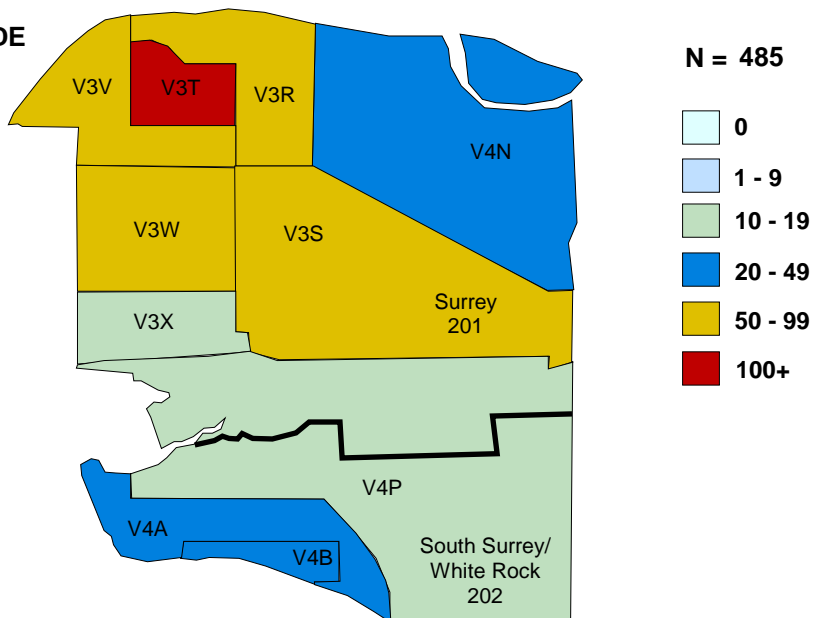 DE
N = 485
V3V
V3T
V3R
V4N
V3W
V3S
V3X
Surrey
201
V4P
V4A
V4B
South Surrey/
White Rock
202
0
1 - 9
10 - 19
20 - 49
50 - 99
100+